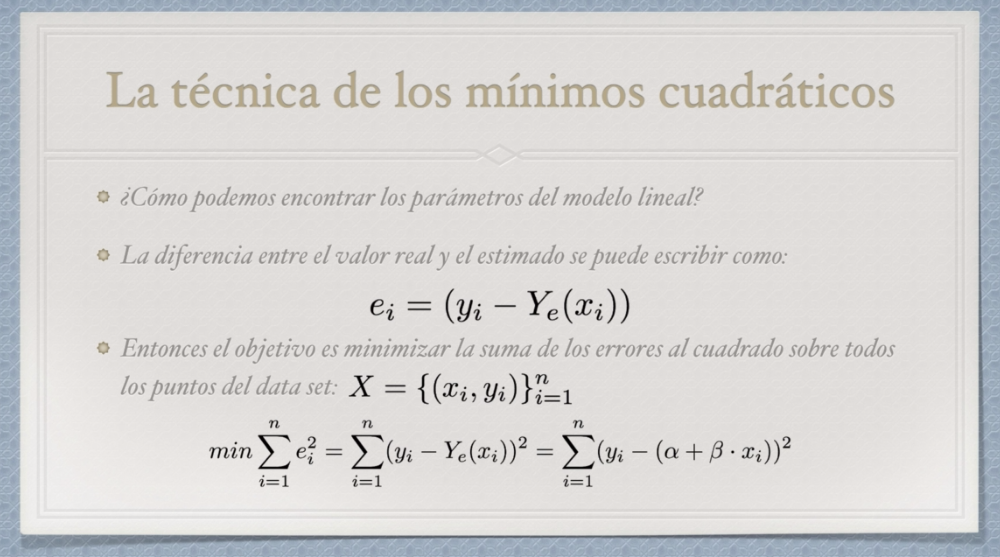 La técnica de los mínimos cuadráticos
¿Cómo podemos encontrar los parámetros del modelo lineal?
La diferencia entre el valor real y el estimado se puede escribir como:
$e_i = (y_i - Y_e(x_i))$
Entonces el objetivo es minimizar la suma de los errores al cuadrado sobre todos
los puntos del data set: $X = \{(x_i, y_i)\}_{i=1}^{n}$
$min \sum_{i=1}^{n} e_i^2 = \sum_{i=1}^{n} (y_i - Y_e(x_i))^2 = \sum_{i=1}^{n} (y_i - (\alpha + \beta \cdot x_i))^2$